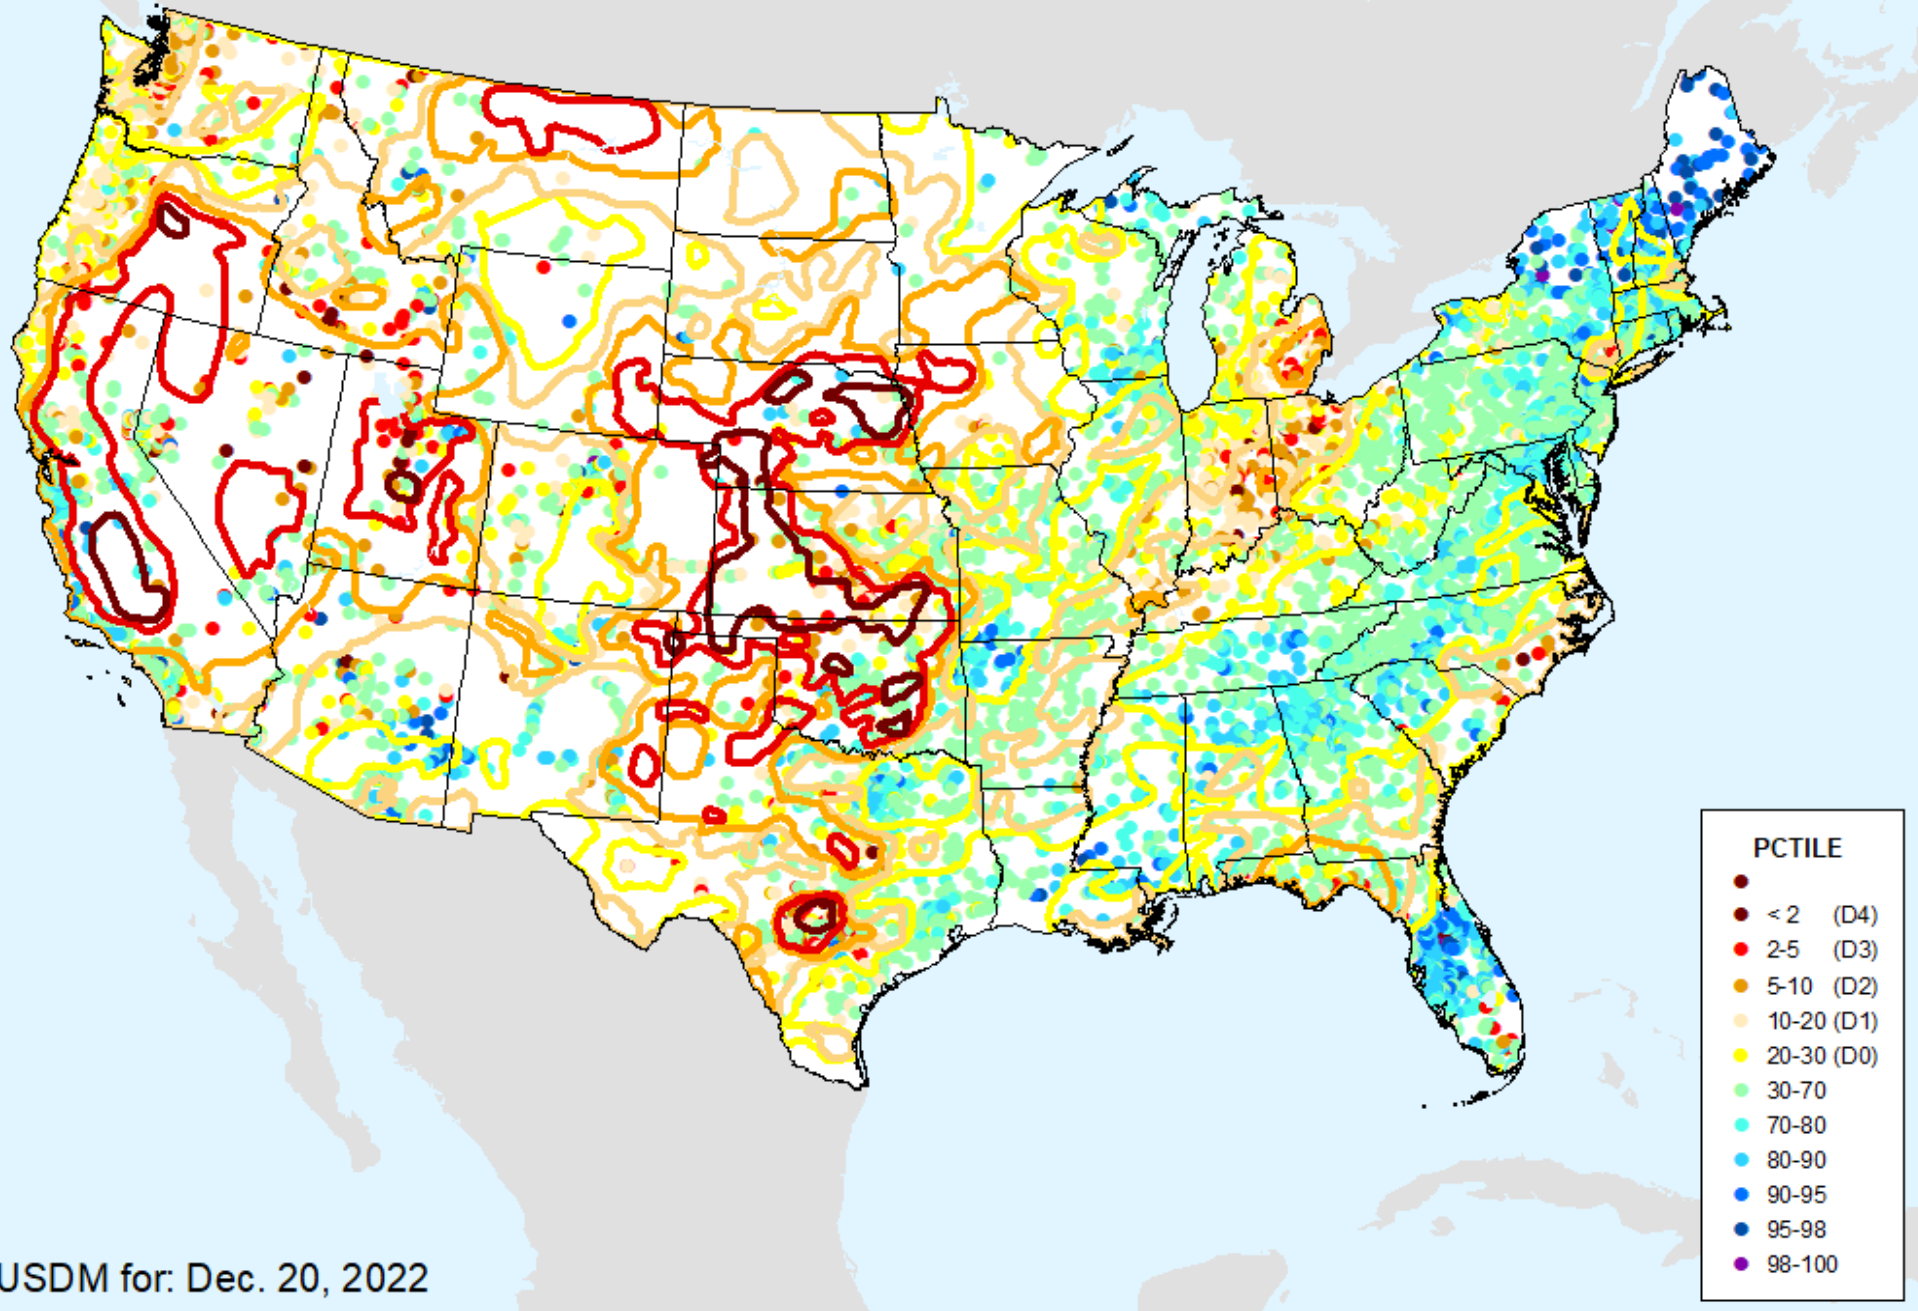 PCTILE
< 2 (D4)
2-5 (D3)
5-10 (D2)
10-20 (D1)
20-30 (D0)
30-70
70-80
80-90
90-95
95-98
98-100
USDM for: Dec. 20, 2022